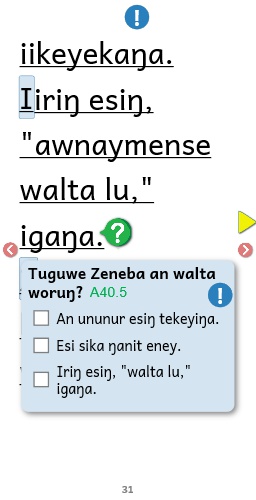 iikeyekaŋa.
Iiriŋ esiŋ,
"awnaymense
walta lu,"
igaŋa.
Tuguwe Zeneba an walta
woruŋ? A40.5
An ununur esiŋ tekeyiŋa.
Esi sika ŋanit eney.
Iriŋ esiŋ, "walta lu,"
igaŋa.
31